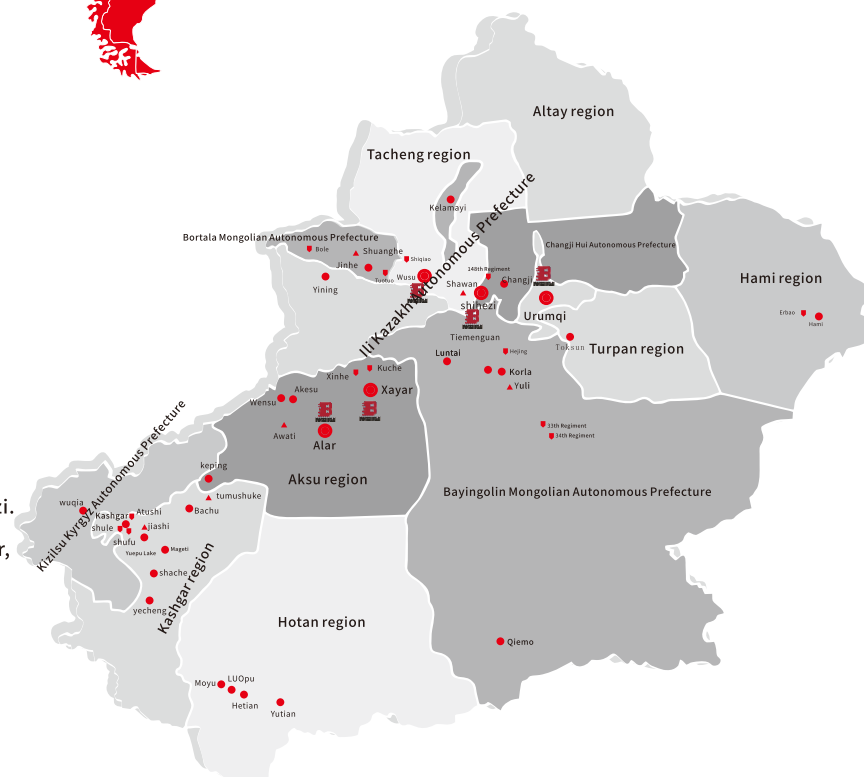 Altay region
Tacheng region
Ili Kazakh Autonomous Prefecture
Kelamayi
Bortala Mongolian Autonomous Prefecture
Changji Hui Autonomous Prefecture
Bole
Shuanghe
Shiqiao
Jinhe
Tuotuo
Wusu
148th Regiment
Changji
Hami region
Yining
Shawan
shihezi
Urumqi
Erbao
Hami
Tiemenguan
Toksun
Turpan region
Luntai
Hejing
Xinhe
Kuche
Korla
Yuli
Akesu
Wensu
Xayar
Awati
Alar
33th Regiment
34th Regiment
Kizilsu Kyrgyz Autonomous Prefecture
keping
Aksu region
Bayingolin Mongolian Autonomous Prefecture
tumushuke
wuqia
zi.
Bachu
Kashgar
Atushi
shule
jiashi
shufu
r,
Yuepu Lake
Mageti
Kashgar region
shache
yecheng
Hotan region
Qiemo
Moyu
LUOpu
Hetian
Yutian